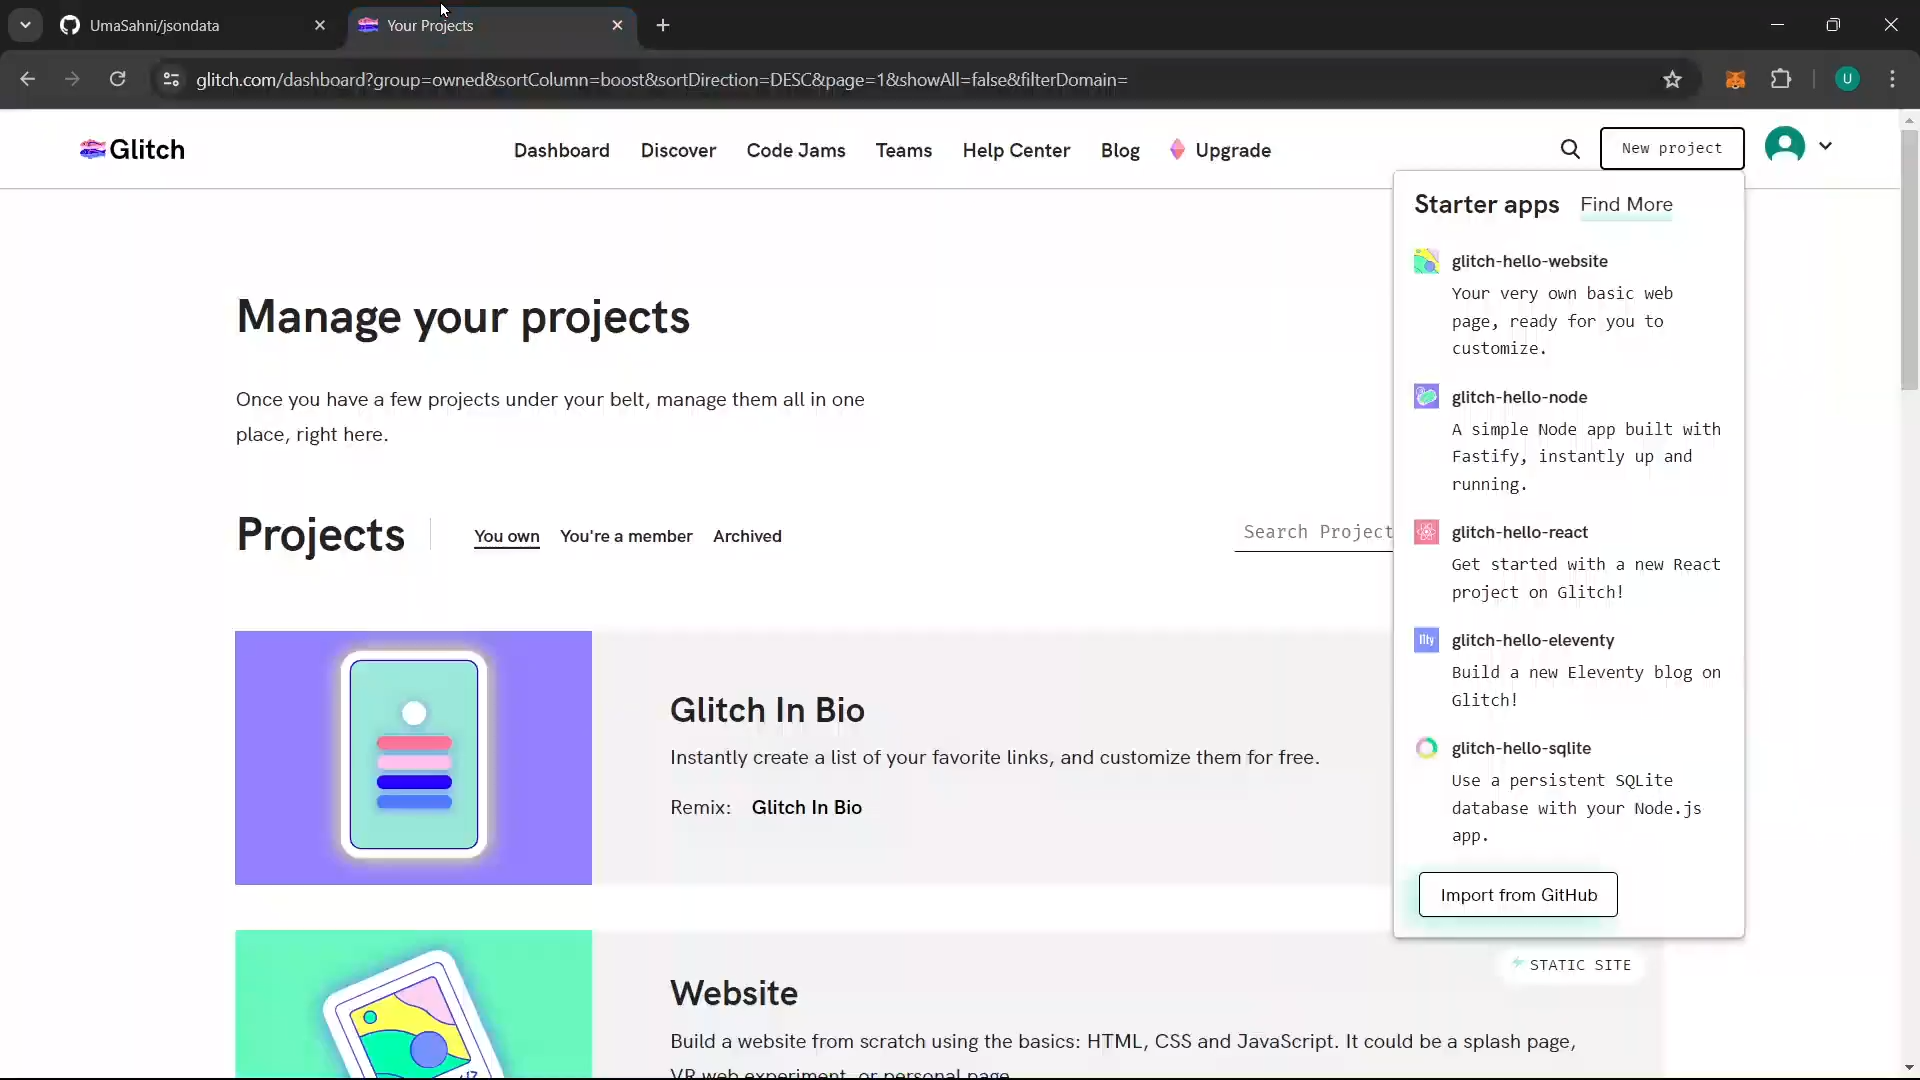 UmaSahni/jsondata
Your Projects
glitch.com/dashboard?group=owned&sortColumn=boost&sortDirection=DESC&page=1&showAll=false&filterDomain=
U
Glitch
Dashboard
Discover
Code Jams
Teams
Help Center
Blog
Upgrade
New project
Manage your projects
Once you have a few projects under your belt, manage them all in one
place, right here.
Projects
You own
You're a member
Archived
Search Project
Glitch In Bio
Instantly create a list of your favorite links, and customize them for free.
Remix: Glitch In Bio
STATIC SITE
Website
Build a website from scratch using the basics: HTML, CSS and JavaScript. It could be a splash page,
VR web experiment, or personal page
Starter apps
Find More
glitch-hello-website
Your very own basic web
page, ready for you to
customize.
glitch-hello-node
A simple Node app built with
Fastify, instantly up and
running.
glitch-hello-react
Get started with a new React
project on Glitch!
11ty
glitch-hello-eleventy
Build a new Eleventy blog on
Glitch!
glitch-hello-sqlite
Use a persistent SQLite
database with your Node.js
app.
Import from GitHub